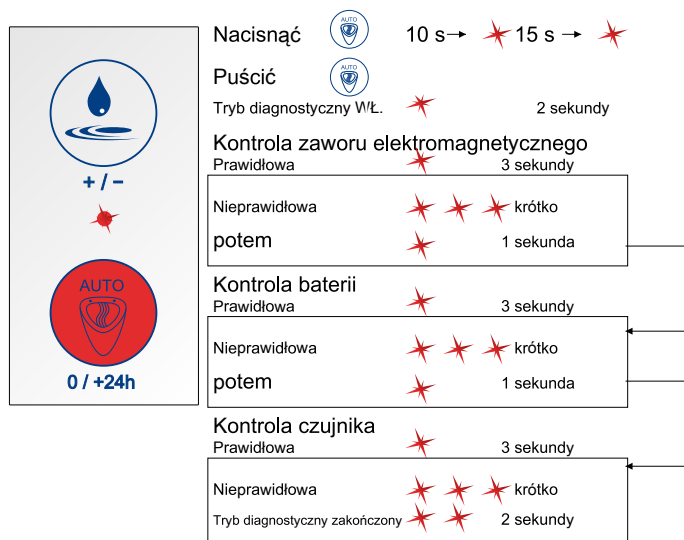 + / −
AUTO
0 / +24h
Nacisnąć AUTO 10 s 15 s
Puścić AUTO
Tryb diagnostyczny WŁ. 2 sekundy
Kontrola zaworu elektromagnetycznego
Prawidłowa 3 sekundy
Nieprawidłowa krótko
potem 1 sekunda
Kontrola baterii
Prawidłowa 3 sekundy
Nieprawidłowa krótko
potem 1 sekunda
Kontrola czujnika
Prawidłowa 3 sekundy
Nieprawidłowa krótko
Tryb diagnostyczny zakończony 2 sekundy